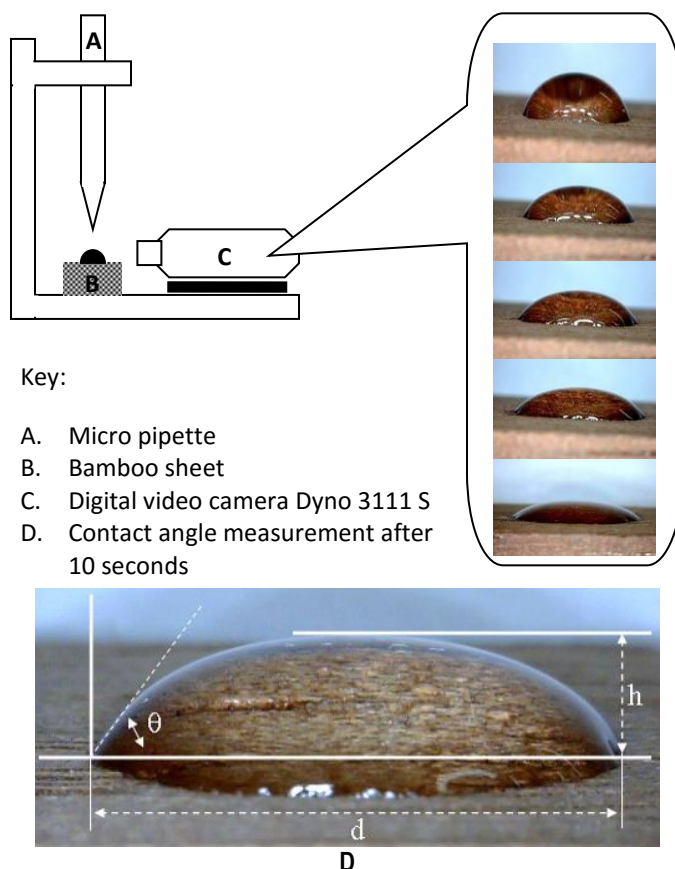 A
B
C
Key:
A. Micro pipette
B. Bamboo sheet
C. Digital video camera Dyno 3111 S
D. Contact angle measurement after
10 seconds
θ
h
d
D